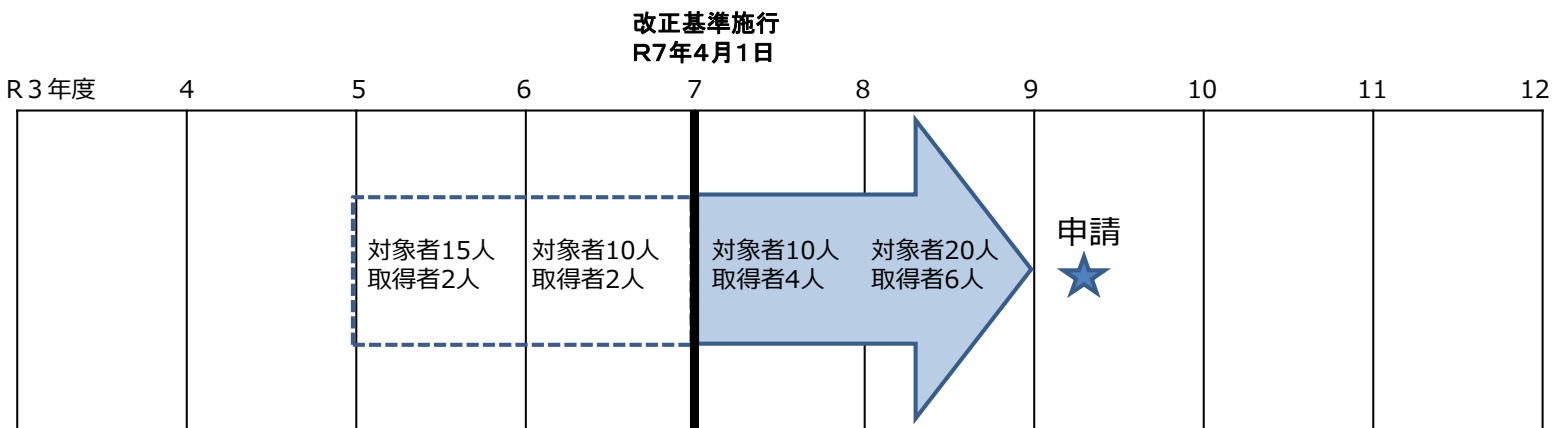 改正基準施行
R7年4月1日
R３年度 4 5 6 7 8 9 10 11 12
対象者15人 対象者10人 対象者10人 対象者20人
取得者2人 取得者2人 取得者4人 取得者6人
申請